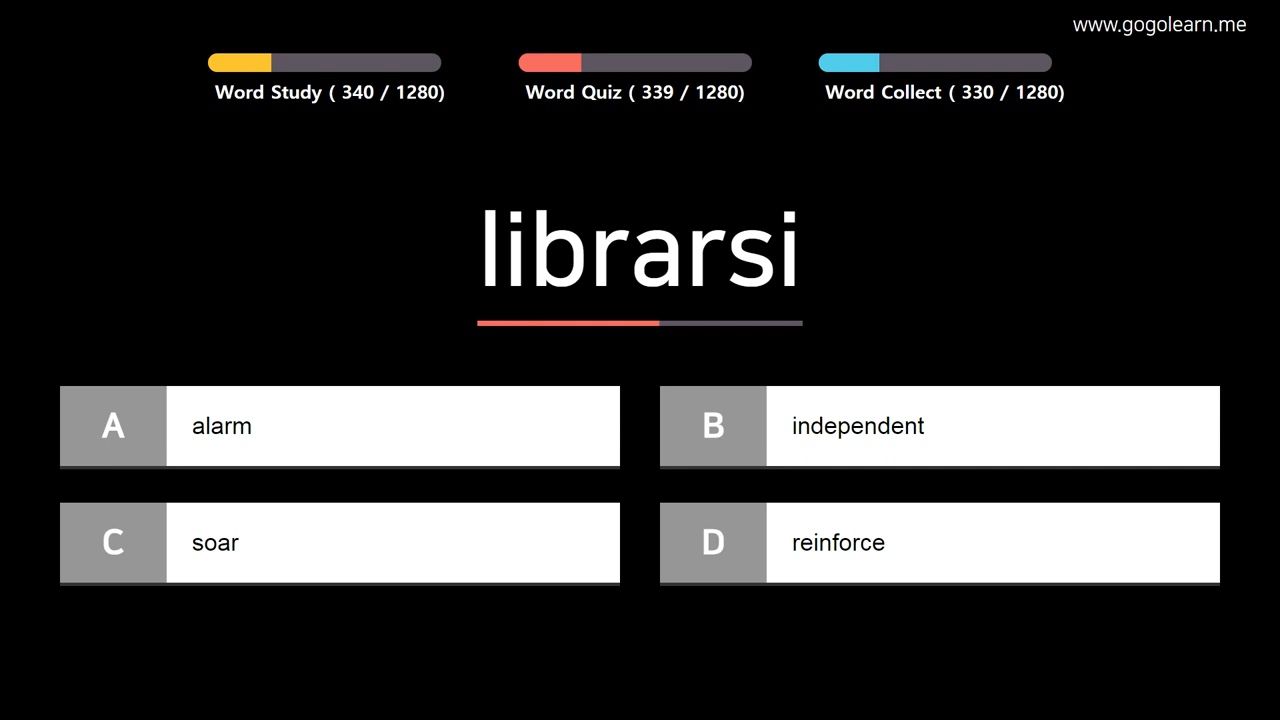 www.gogolearn.me
Word Study ( 340 / 1280)
Word Quiz ( 339 / 1280)
Word Collect ( 330 / 1280)
librarsi
A
alarm
B
independent
C
soar
D
reinforce